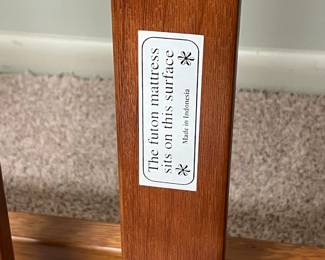 The futon mattress
sits on this surface
Made in Indonesia